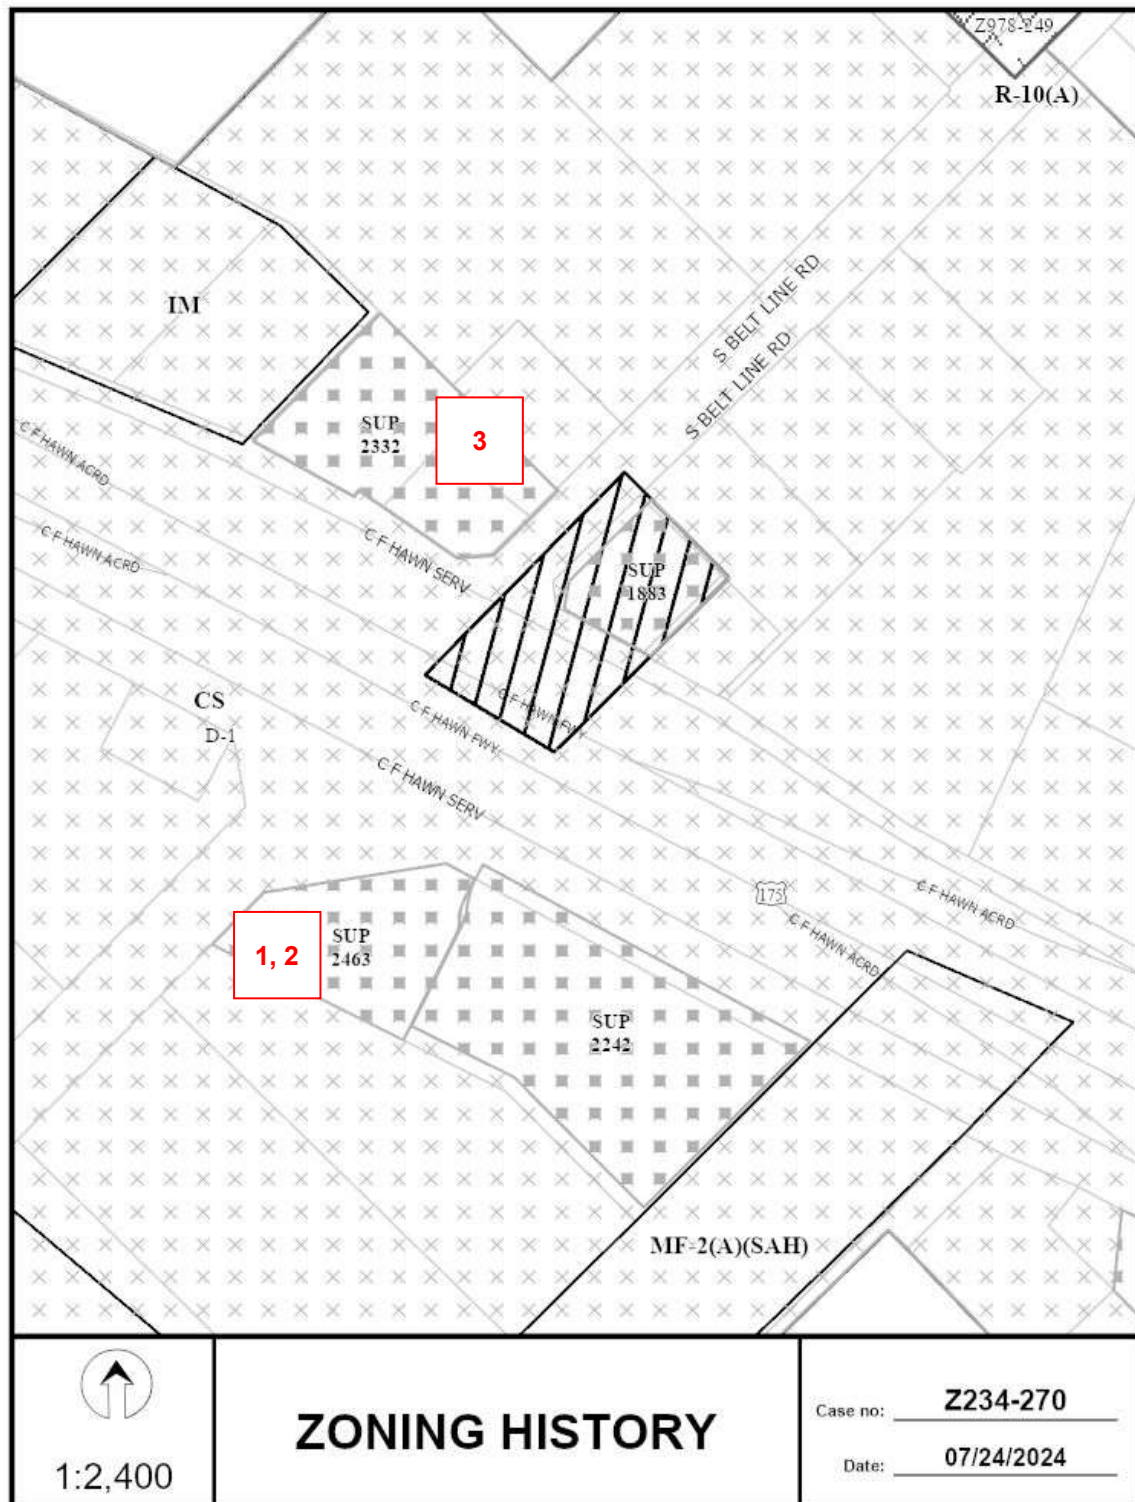 Z978-249
R-10(A)
S BELT LINE RD
S BELT LINE RD
IM
SUP
2332
3
C F HAWN ACRD
C F HAWN ACRD
C F HAWN SERV
SUP
1883
CS
D-1
C F HAWN FWY
C F HAWN FWY
C F HAWN SERV
175
C F HAWN ACRD
C F HAWN ACRD
1, 2
SUP
2463
SUP
2242
MF-2(A)(SAH)
1:2,400
ZONING HISTORY
Case no: Z234-270
Date: 07/24/2024